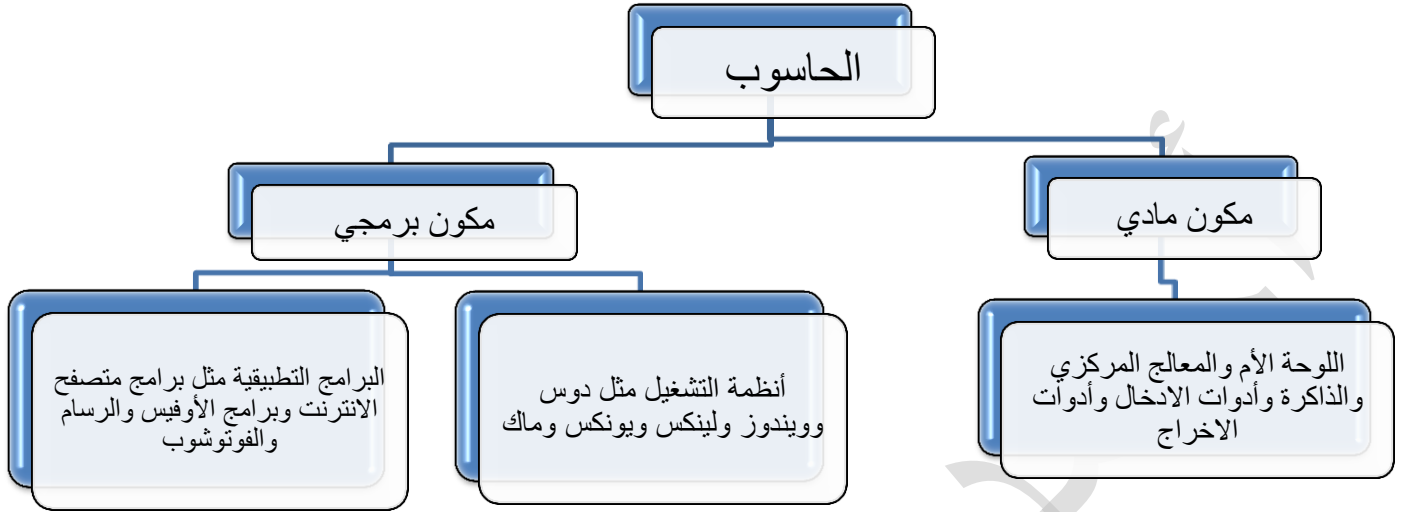 الحاسوب
مكون مادي
مكون برمجي
اللوحة الأم والمعالج المركزي
والذاكرة وأدوات الادخال وأدوات
الاخراج
أنظمة التشغيل مثل دوس
وويندوز ولينكس ويونكس وماك
البرامج التطبيقية مثل برامج متصفح
الانترنت وبرامج الأوفيس والرسام
والفوتوشوب